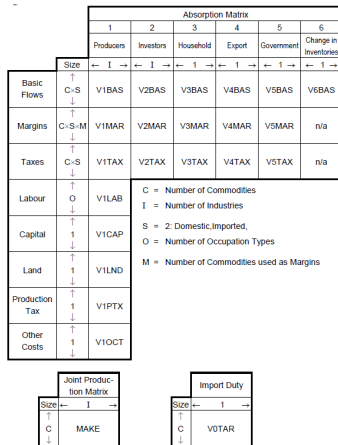 Absorption Matrix
1 2 3 4 5 6
Producers Investors Household Export Government Change in Inventories
Size ← I → ← I → ← 1 → ← 1 → ← 1 → ← 1 →
Basic Flows ↑ C×S ↓ V1BAS V2BAS V3BAS V4BAS V5BAS V6BAS
Margins ↑ C×S×M ↓ V1MAR V2MAR V3MAR V4MAR V5MAR n/a
Taxes ↑ C×S ↓ V1TAX V2TAX V3TAX V4TAX V5TAX n/a
Labour ↑ O ↓ V1LAB
C = Number of Commodities
I = Number of Industries
Capital ↑ 1 ↓ V1CAP
S = 2: Domestic,Imported,
O = Number of Occupation Types
Land ↑ 1 ↓ V1LND
M = Number of Commodities used as Margins
Production Tax ↑ 1 ↓ V1PTX
Other Costs ↑ 1 ↓ V1OCT
Joint Produc-
tion Matrix
Size ← I →
↑ C ↓ MAKE
Import Duty
Size ← 1 →
↑ C ↓ V0TAR